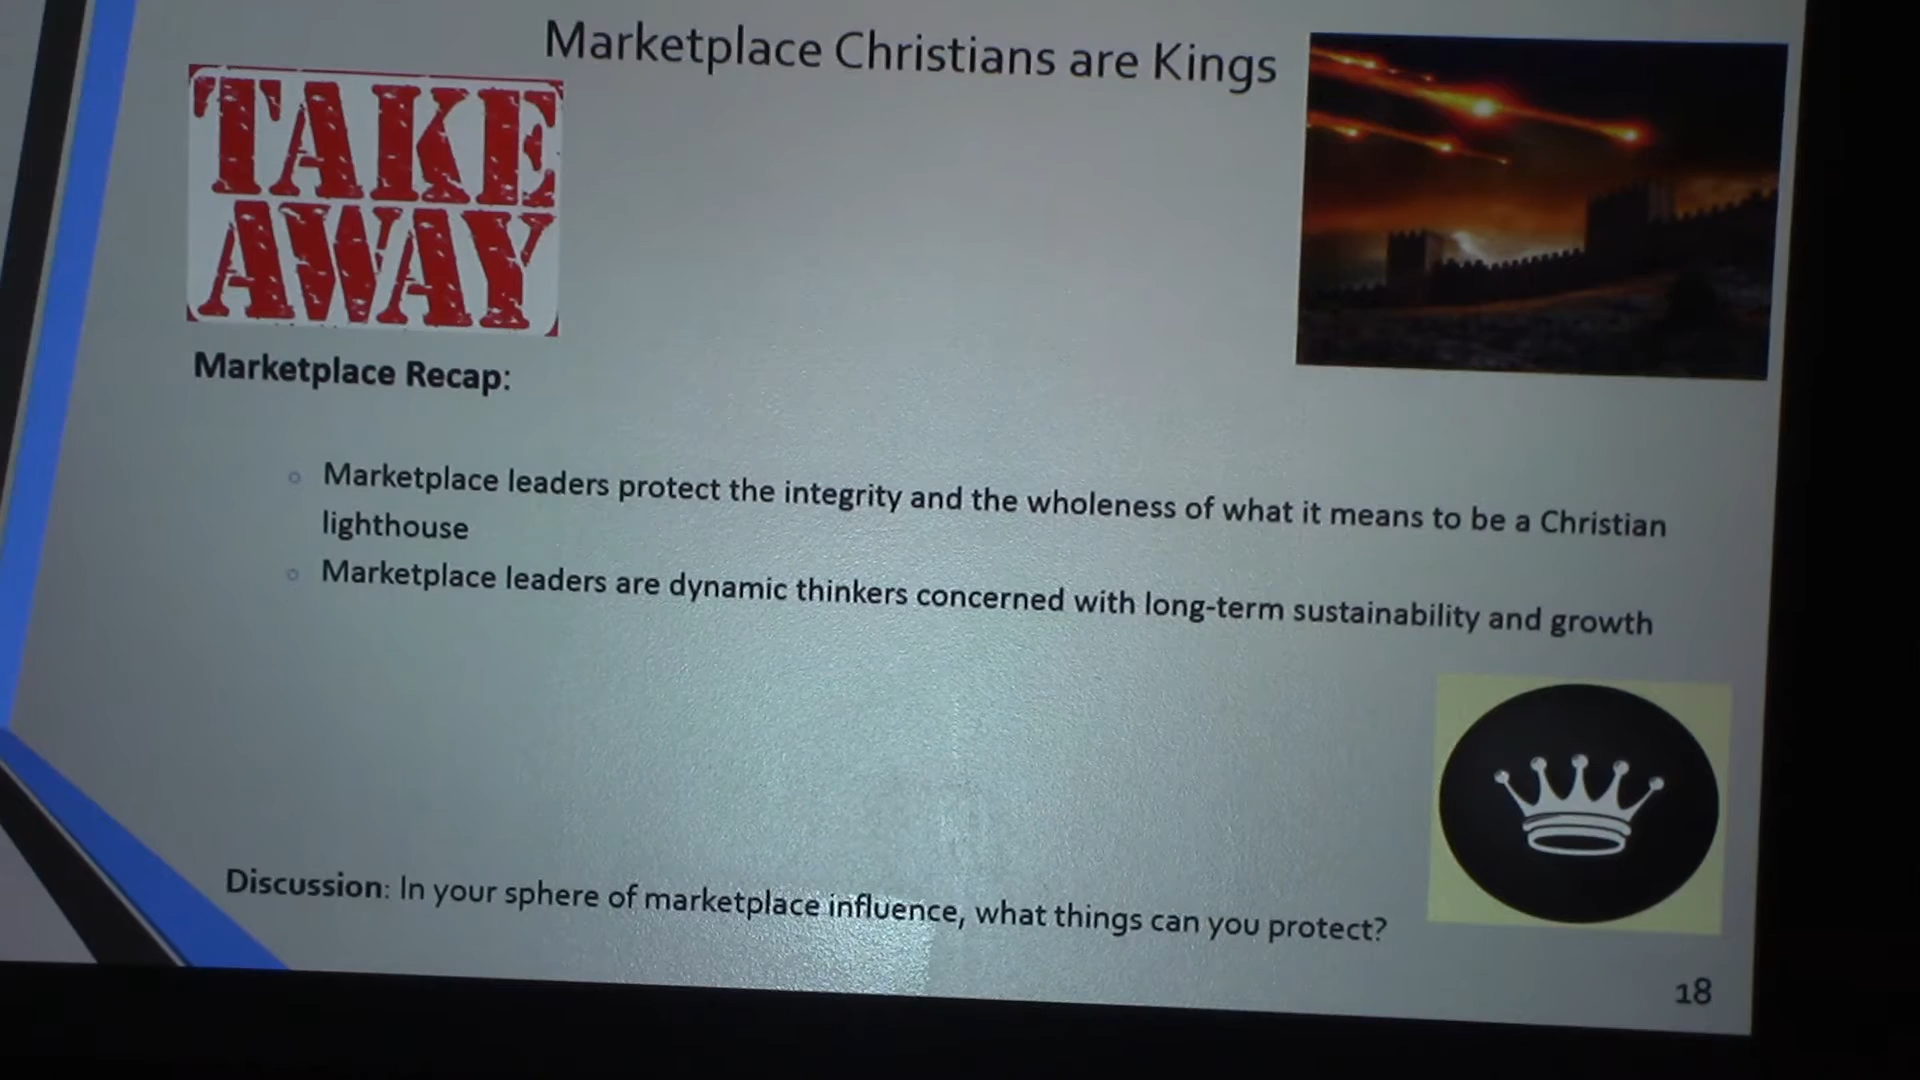 Marketplace Christians are Kings
TAKE
AWAY
Marketplace Recap:
Marketplace leaders protect the integrity and the wholeness of what it means to be a Christian
lighthouse
Marketplace leaders are dynamic thinkers concerned with long-term sustainability and growth
Discussion: In your sphere of marketplace influence, what things can you protect?
18